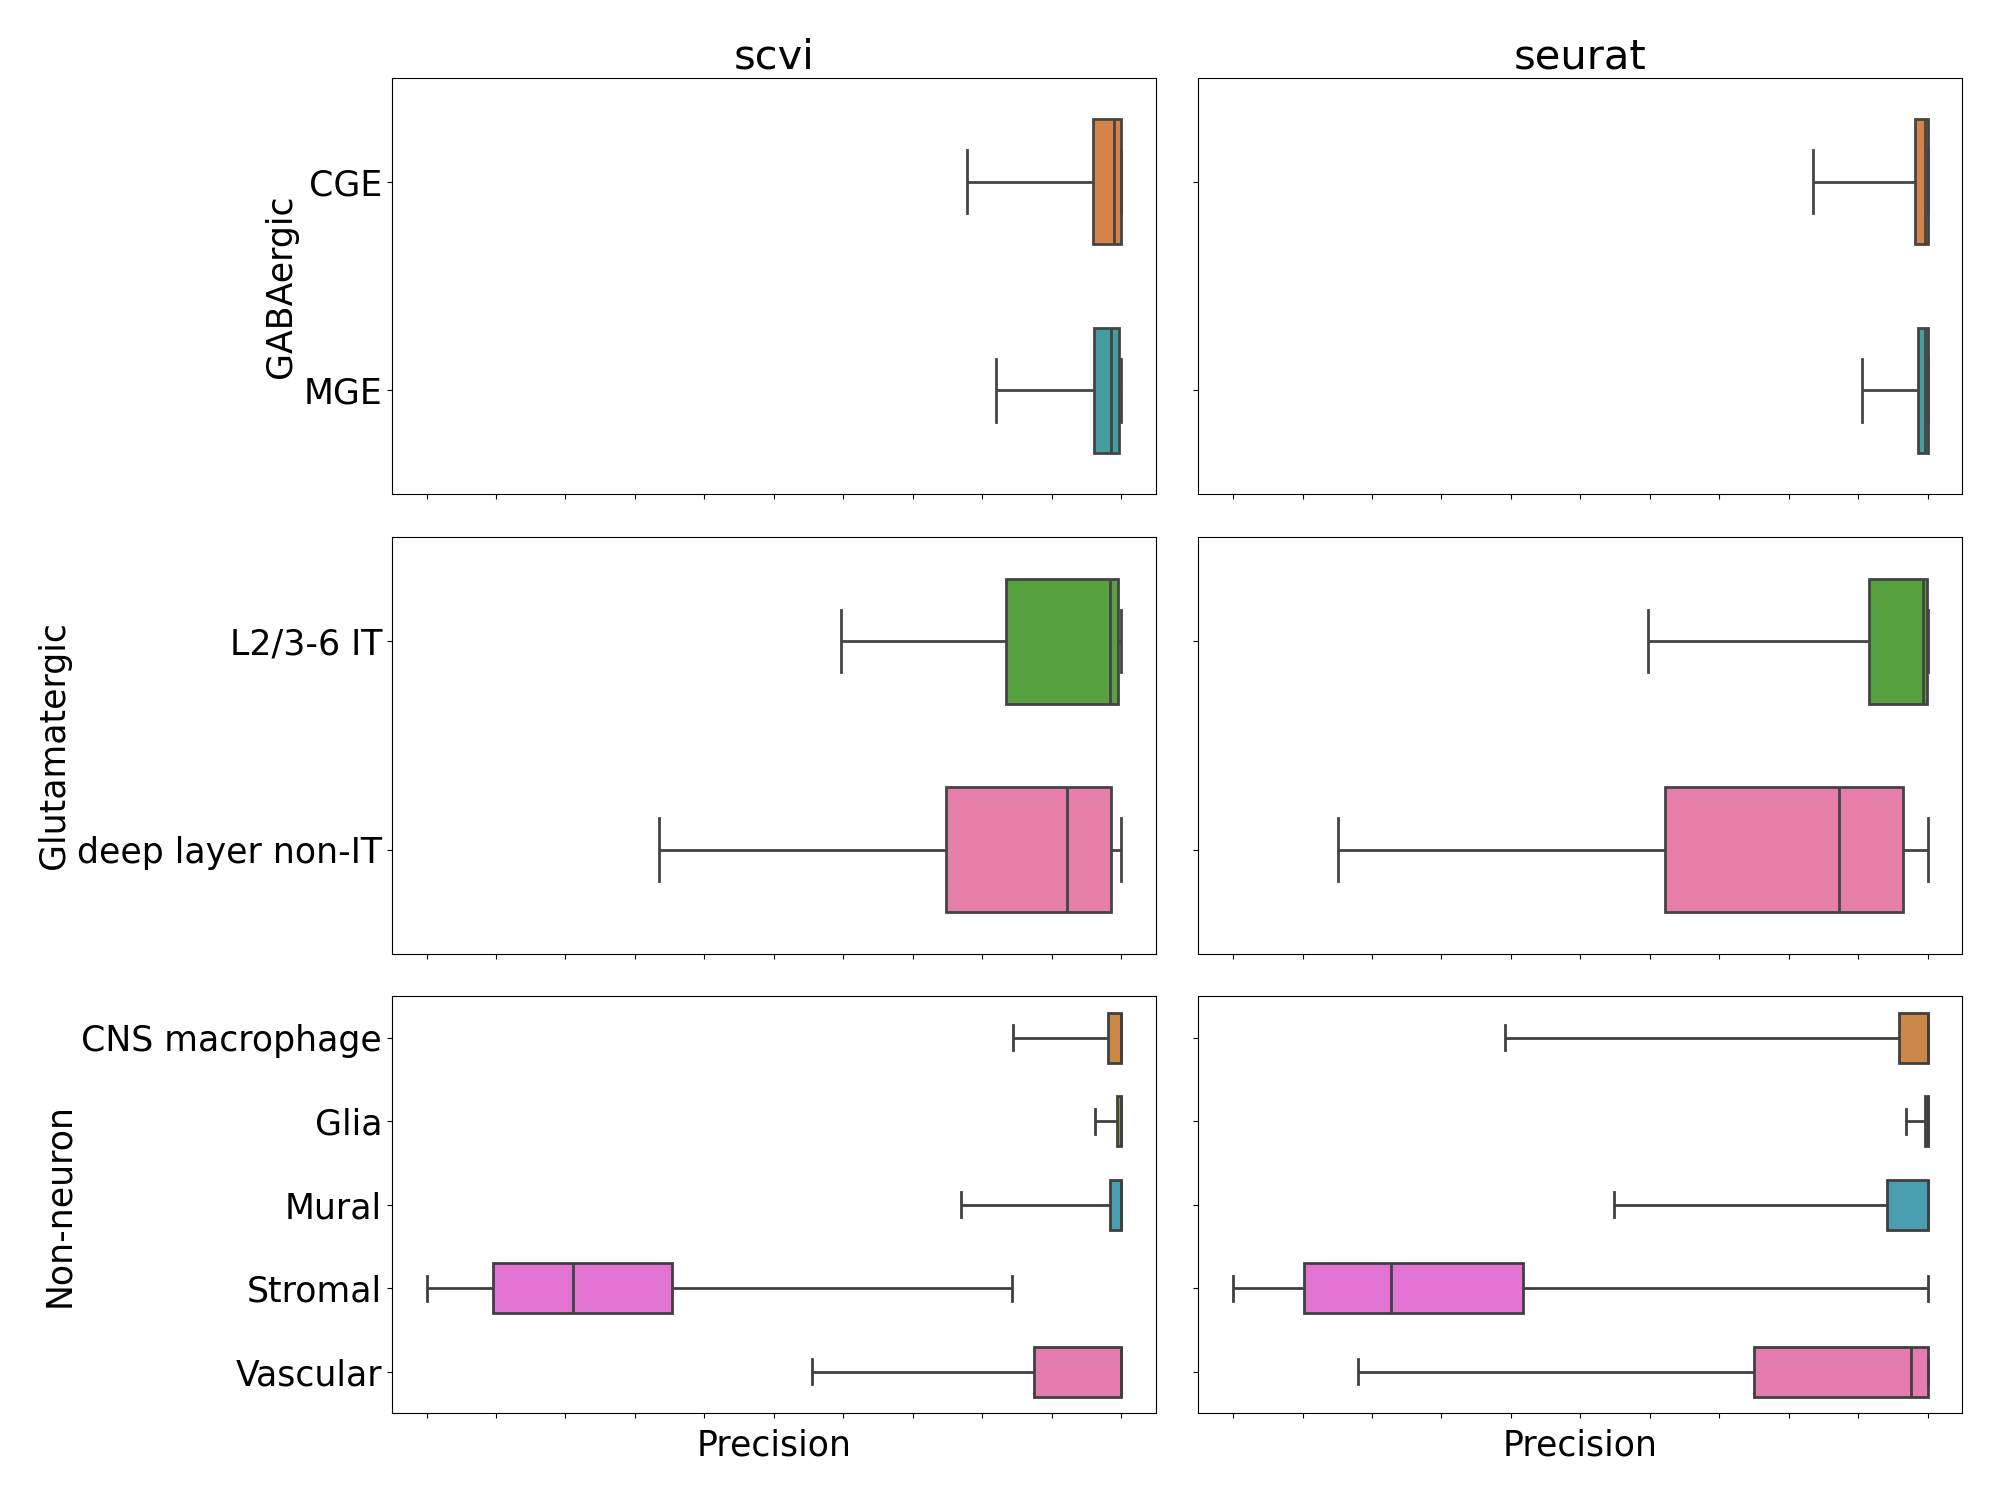 scvi
seurat
GABAergic
CGE
MGE
Glutamatergic
L2/3-6 IT
deep layer non-IT
Non-neuron
CNS macrophage
Glia
Mural
Stromal
Vascular
Precision
Precision